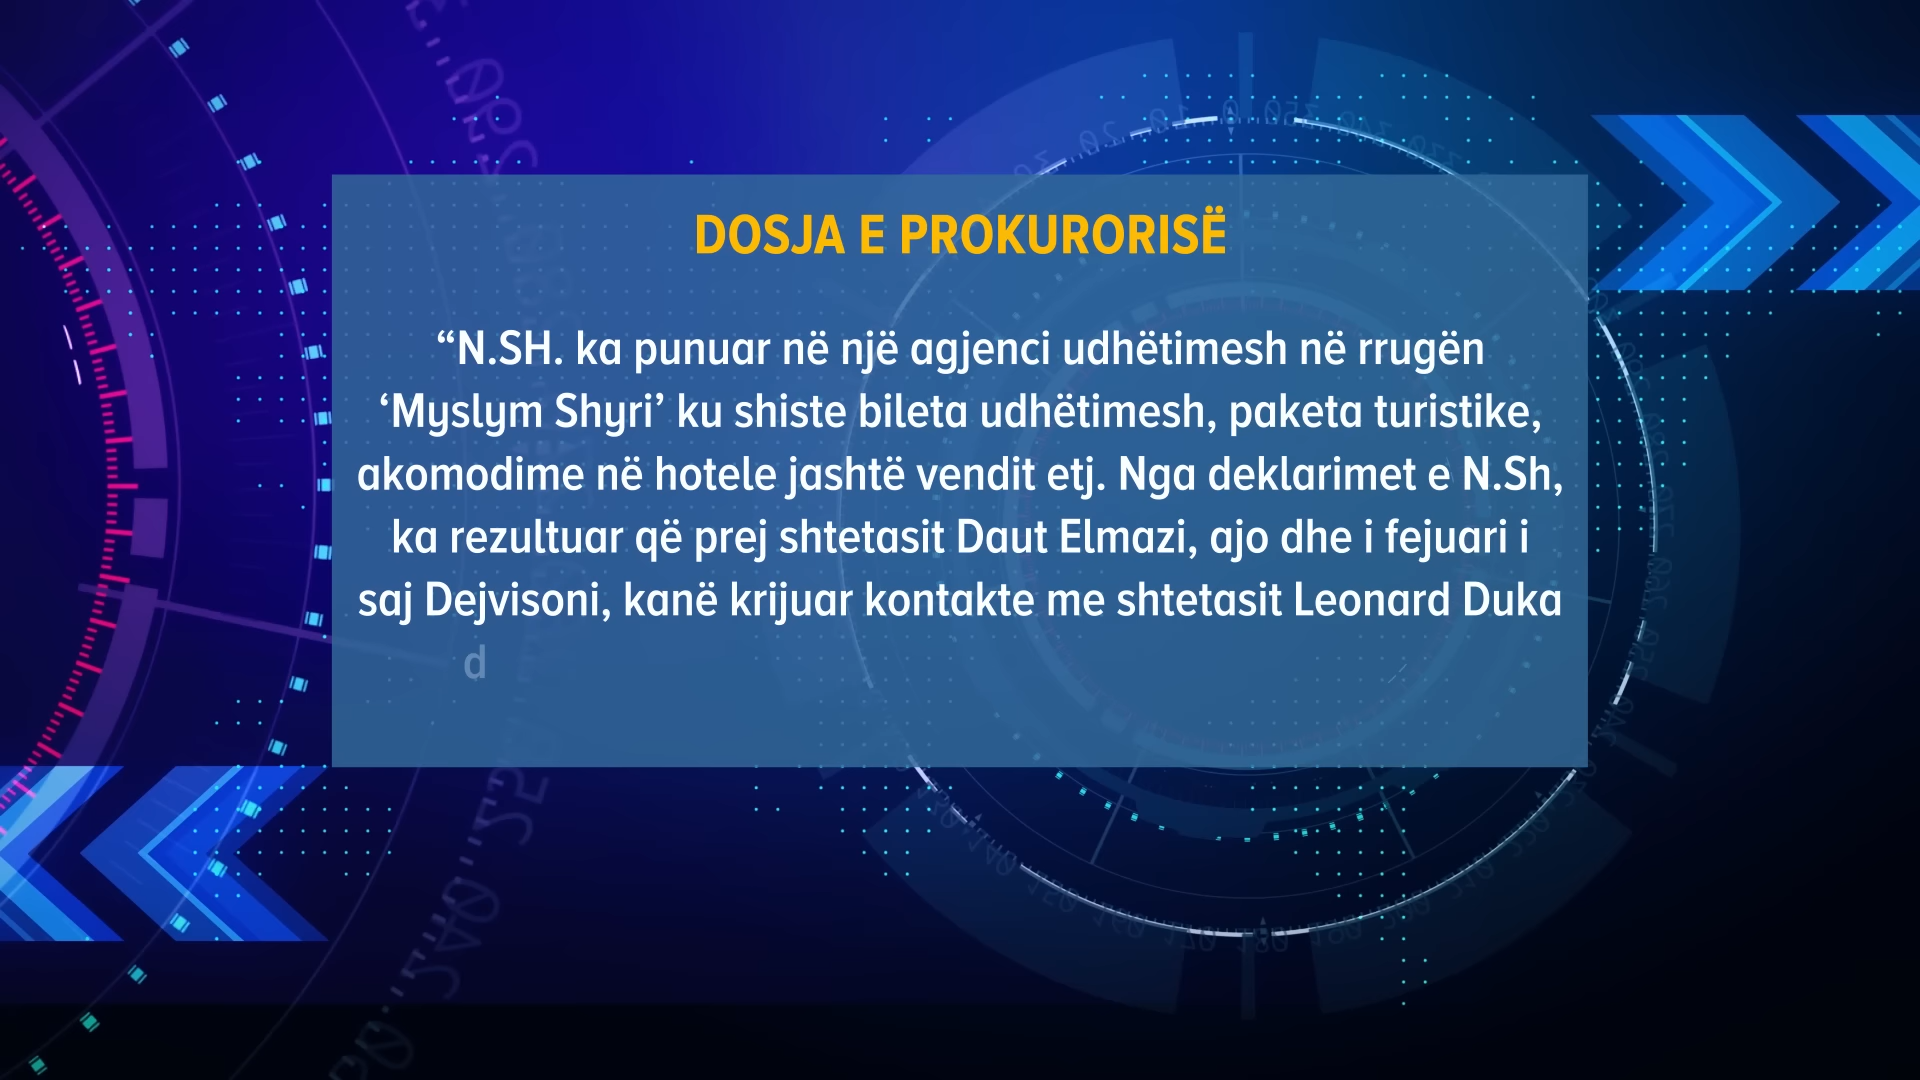 DOSJA E PROKURORISË
“N.SH. ka punuar në një agjenci udhëtimesh në rrugën
‘Myslym Shyri’ ku shiste bileta udhëtimesh, paketa turistike,
akomodime në hotele jashtë vendit etj. Nga deklarimet e N.Sh,
ka rezultuar që prej shtetasit Daut Elmazi, ajo dhe i fejuari i
saj Dejvisoni, kanë krijuar kontakte me shtetasit Leonard Duka
d